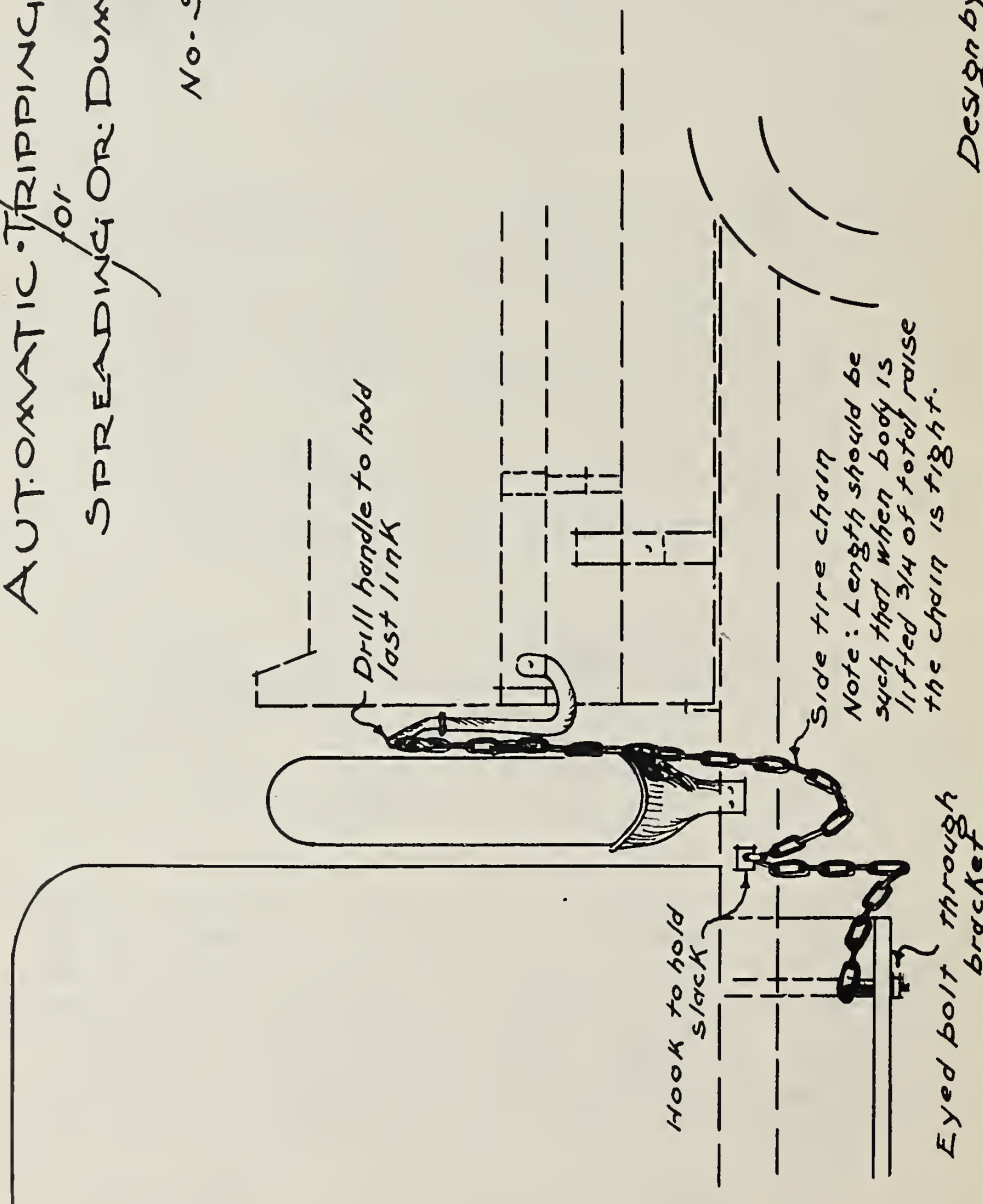 AUTOMATIC·TRIPPING
for
SPREADING OR DUM
No-S
Drill handle to hold
last link
Side tire chain
Note: Length should be
such that when body is
lifted 3/4 of total raise
the chain is tight.
Hook to hold
slack
Eyed bolt through
bracket
Design by